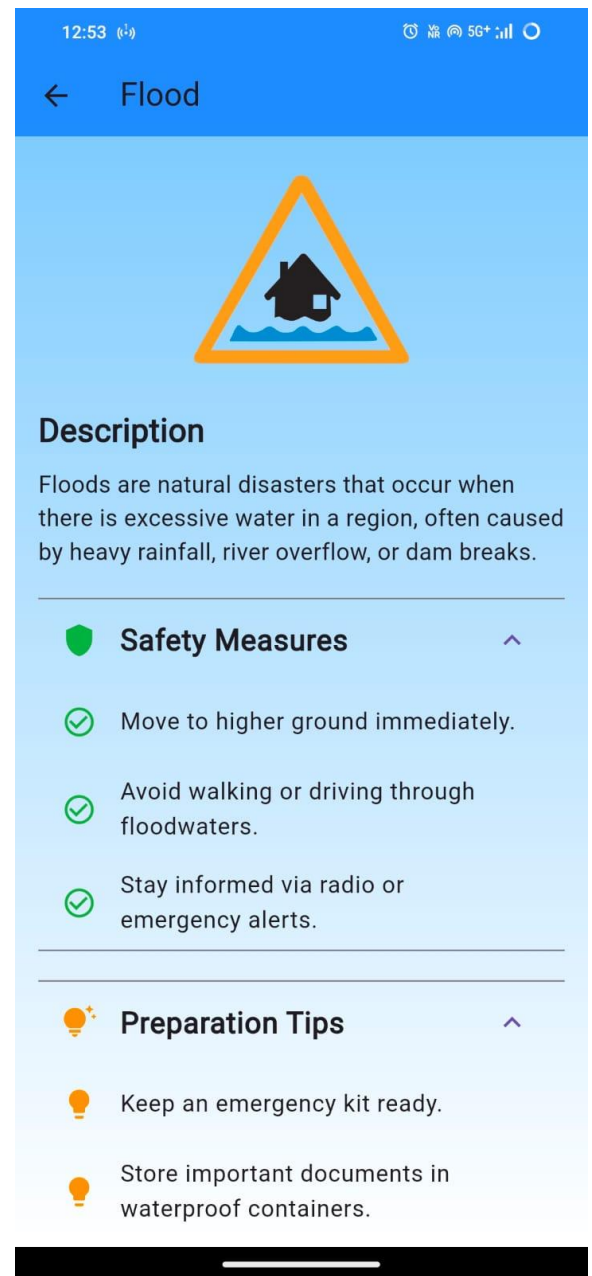 12:53
Vo NR 5G+
Flood
Description
Floods are natural disasters that occur when
there is excessive water in a region, often caused
by heavy rainfall, river overflow, or dam breaks.
Safety Measures
Move to higher ground immediately.
Avoid walking or driving through
floodwaters.
Stay informed via radio or
emergency alerts.
Preparation Tips
Keep an emergency kit ready.
Store important documents in
waterproof containers.